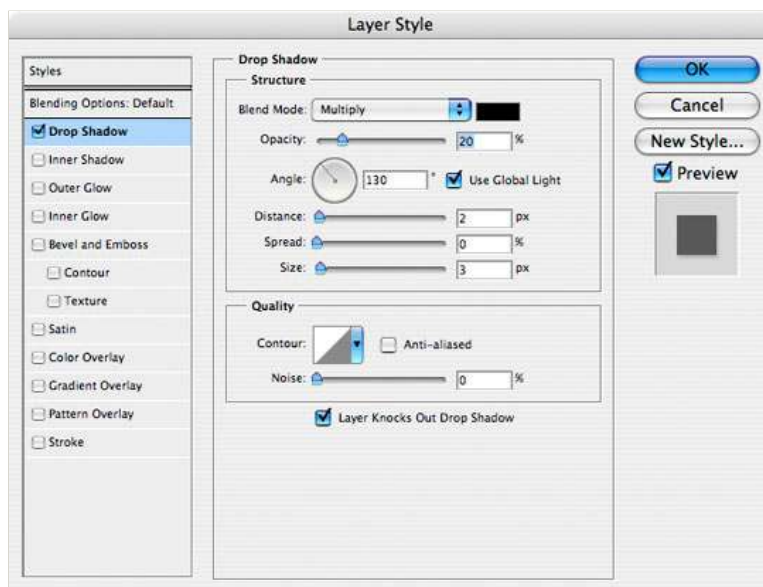 Layer Style
Styles
Blending Options: Default
Drop Shadow
Inner Shadow
Outer Glow
Inner Glow
Bevel and Emboss
Contour
Texture
Satin
Color Overlay
Gradient Overlay
Pattern Overlay
Stroke
Drop Shadow
Structure
Blend Mode: Multiply
Opacity: 20 %
Angle: 130 ° Use Global Light
Distance: 2 px
Spread: 0 %
Size: 3 px
Quality
Contour: Anti-aliased
Noise: 0 %
Layer Knocks Out Drop Shadow
OK
Cancel
New Style...
Preview